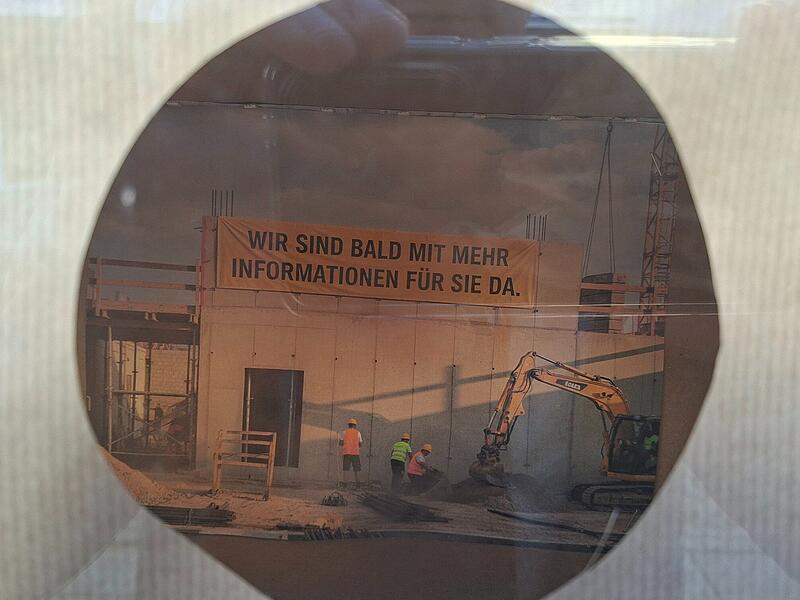 WIR SIND BALD MIT MEHR
INFORMATIONEN FÜR SIE DA.